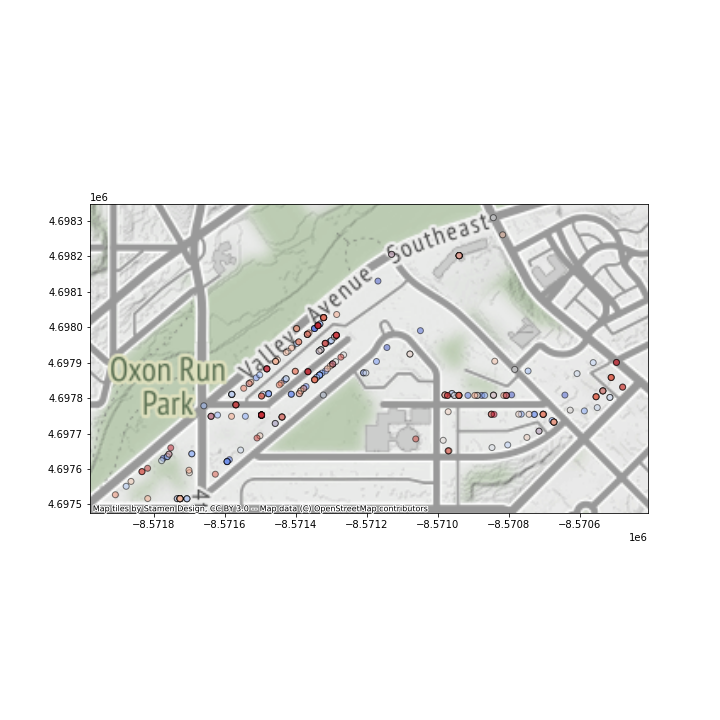 1e6
4.6983
4.6982
4.6981
4.6980
4.6979
4.6978
4.6977
4.6976
4.6975
Valley Avenue Southeast
Oxon Run
Park
4
Map tiles by Stamen Design, CC BY 3.0 -- Map data (C) OpenStreetMap contributors
−8.5718
−8.5716
−8.5714
−8.5712
−8.5710
−8.5708
−8.5706
1e6